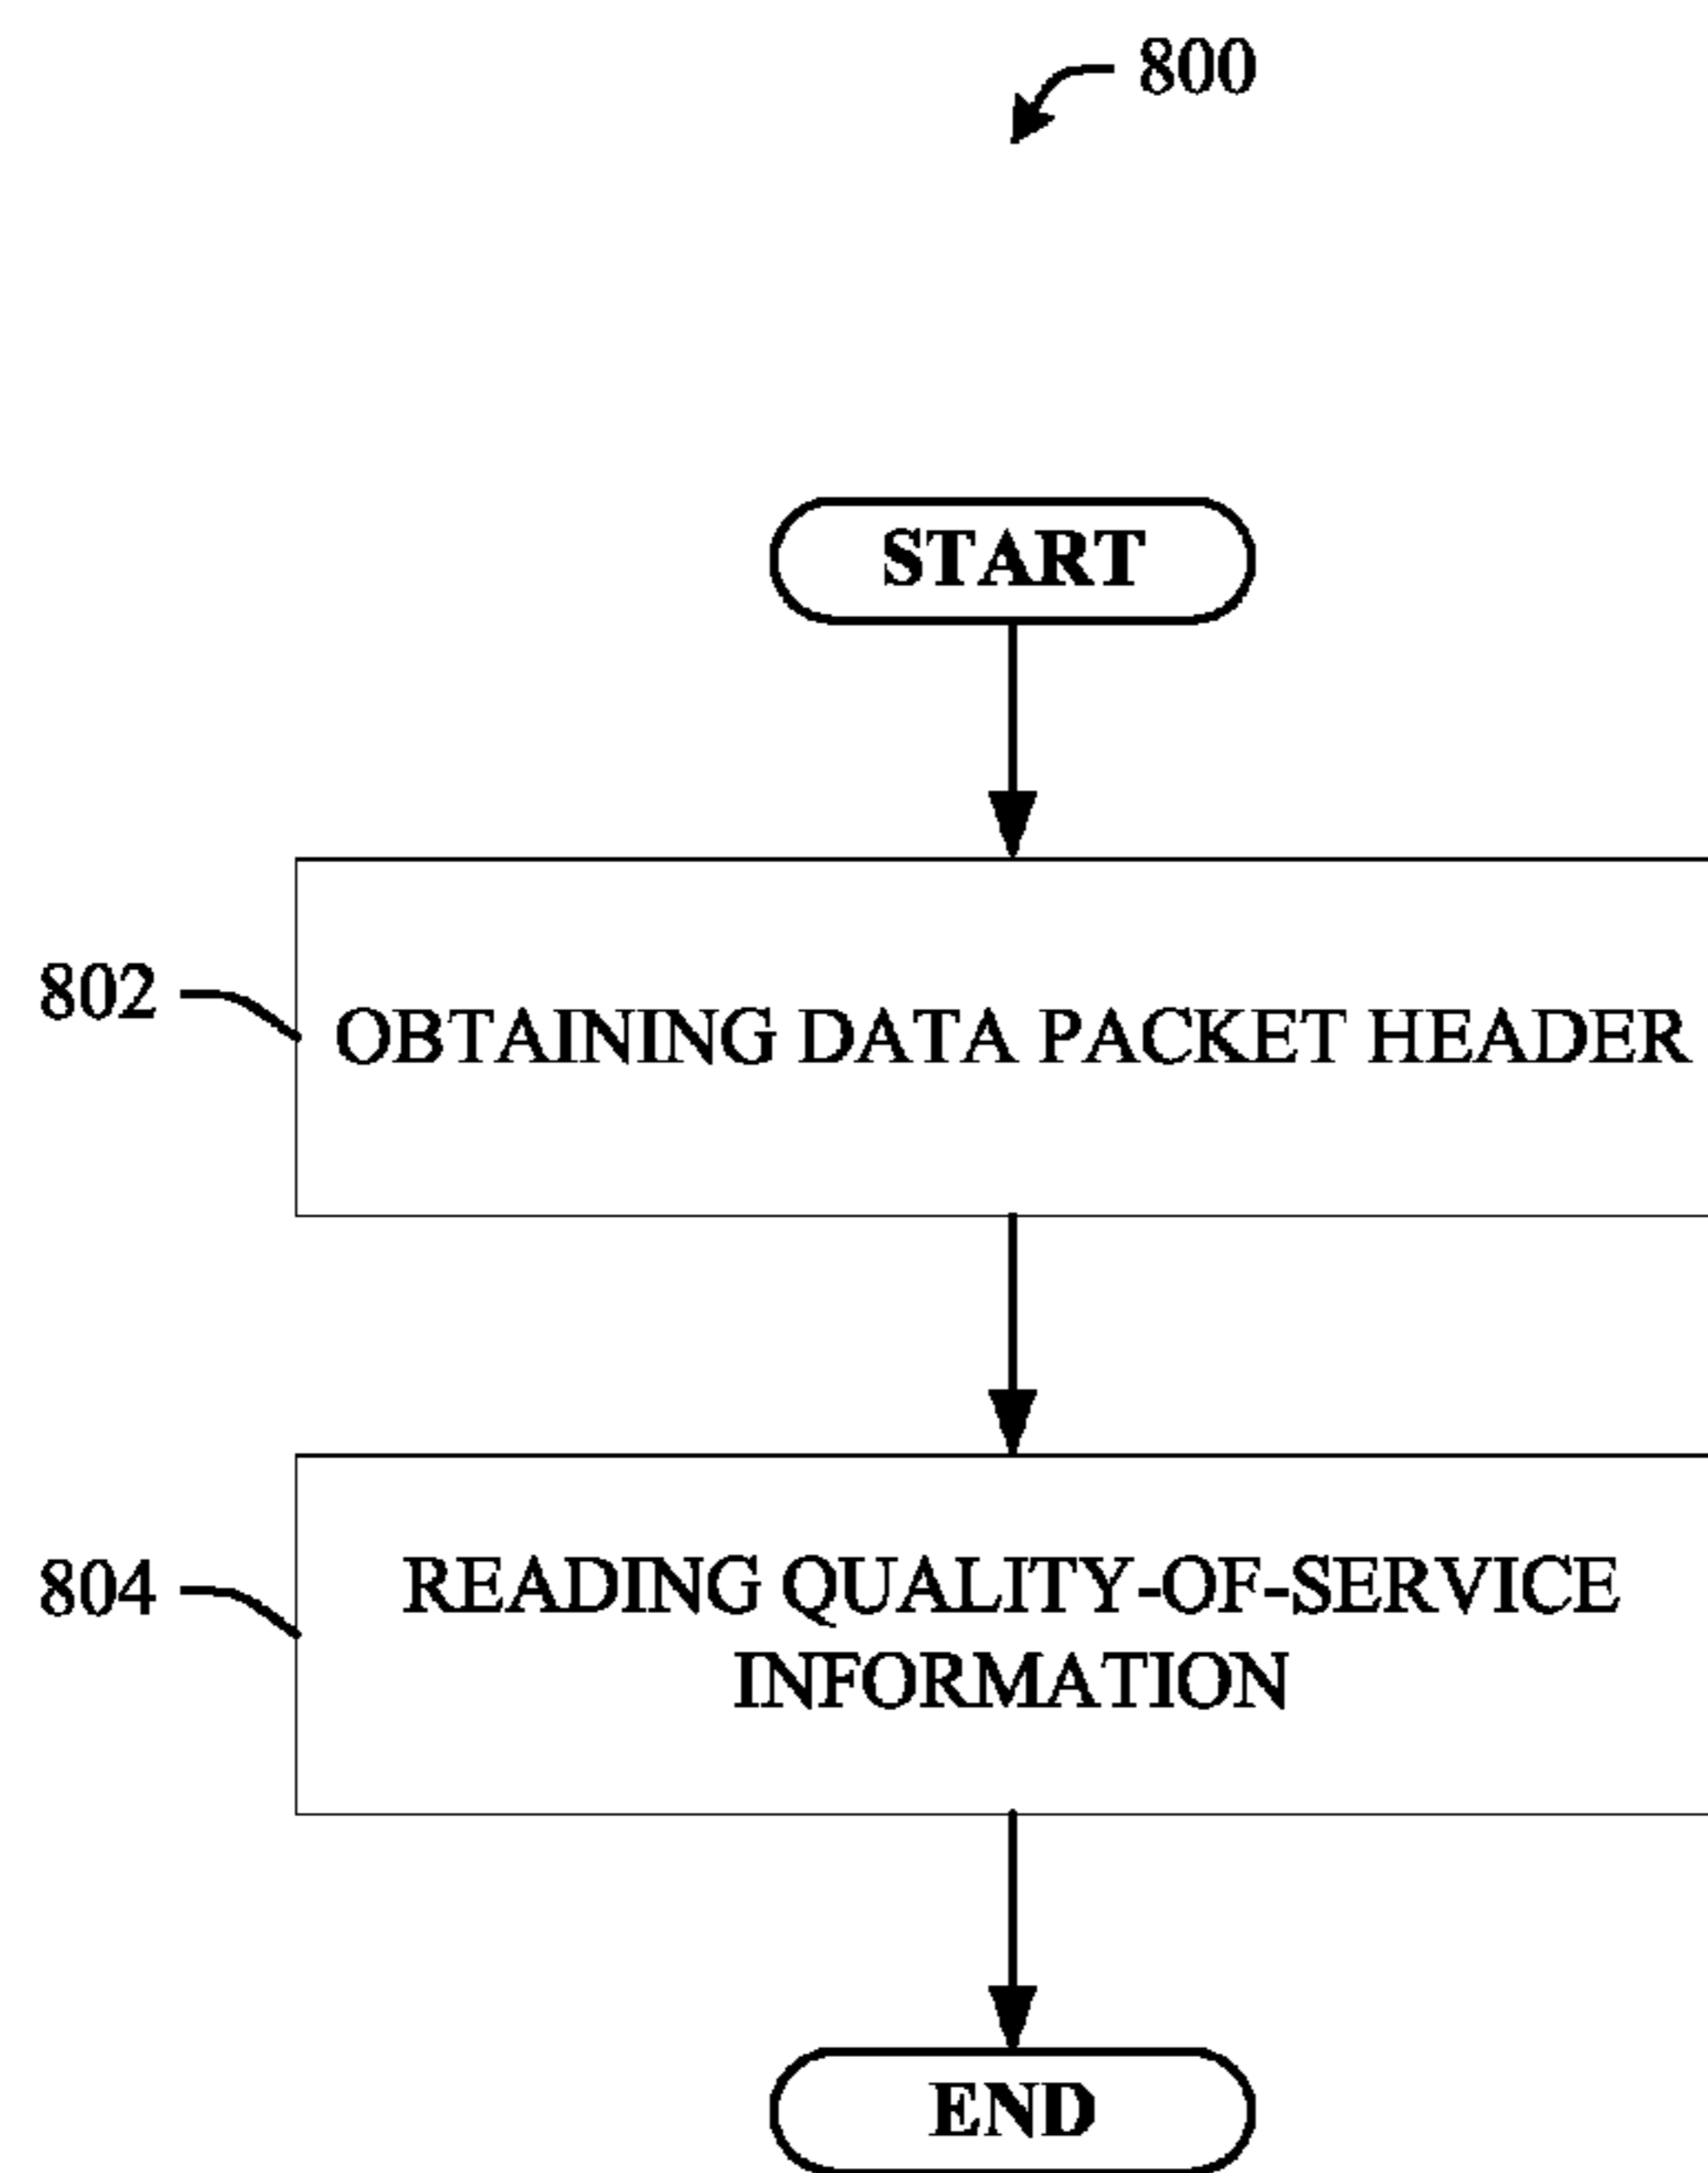 800
START
802
OBTAINING DATA PACKET HEADER
804
READING QUALITY-OF-SERVICE
INFORMATION
END